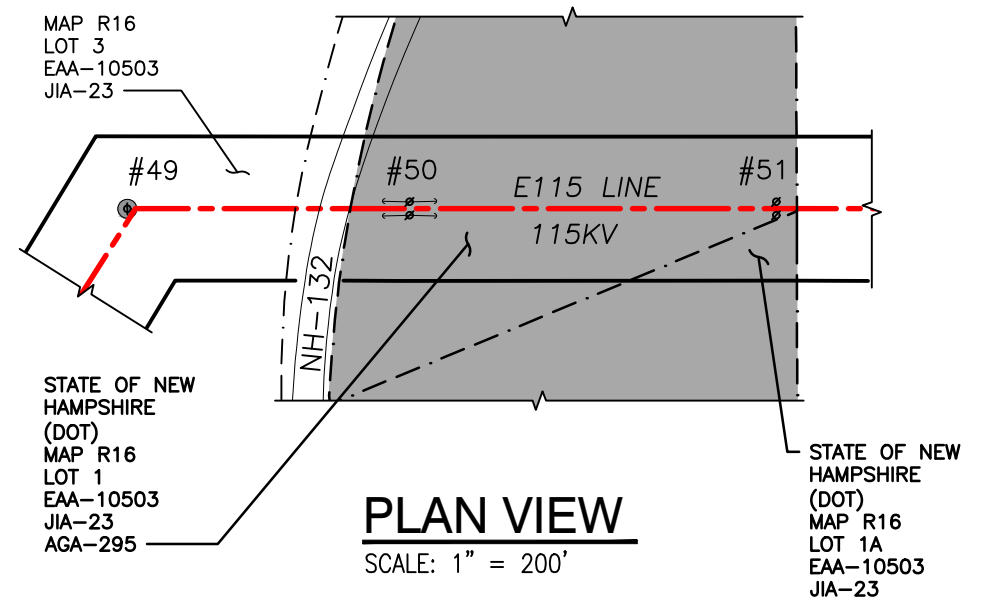 MAP R16
LOT 3
EAA-10503
JIA-23
#49
#50
#51
E115 LINE
115KV
NH-132
STATE OF NEW
HAMPSHIRE
(DOT)
MAP R16
LOT 1
EAA-10503
JIA-23
AGA-295
PLAN VIEW
SCALE: 1" = 200'
STATE OF NEW
HAMPSHIRE
(DOT)
MAP R16
LOT 1A
EAA-10503
JIA-23